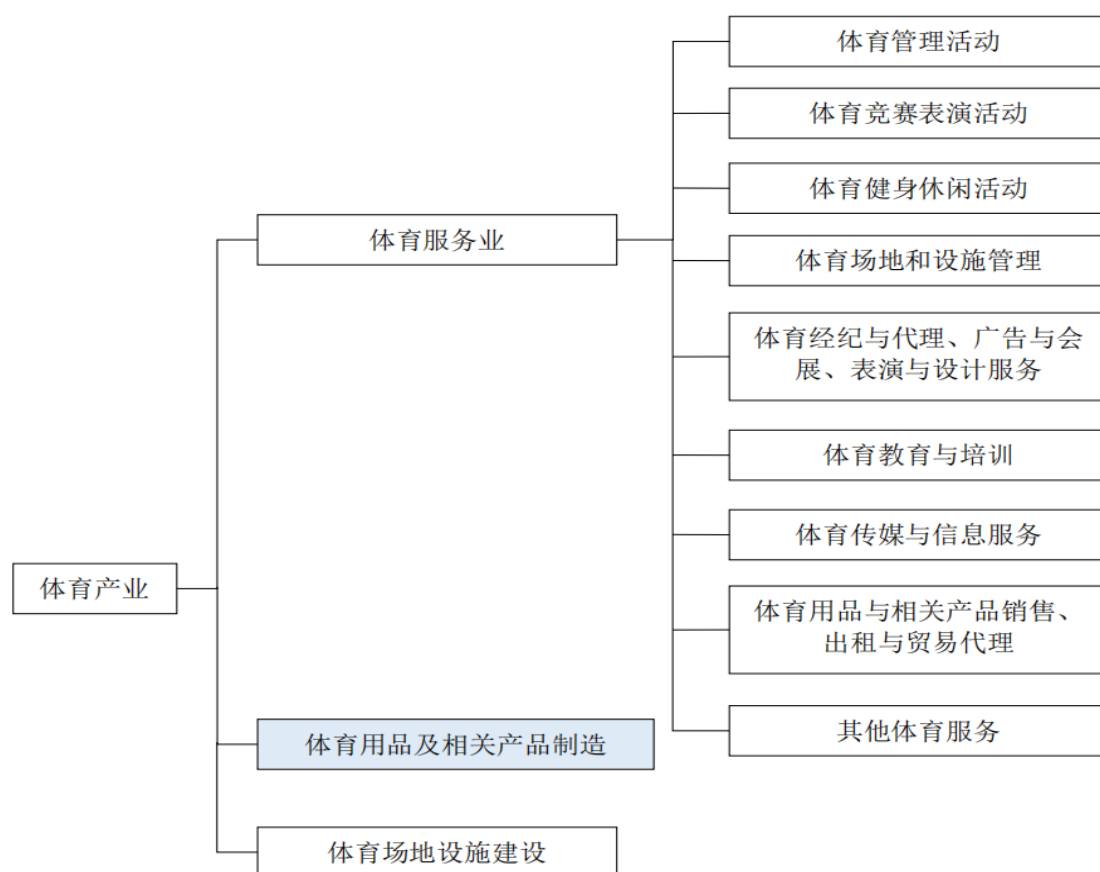 体育管理活动
体育竞赛表演活动
体育健身休闲活动
体育服务业
体育场地和设施管理
体育经纪与代理、广告与会
展、表演与设计服务
体育教育与培训
体育传媒与信息服务
体育产业
体育用品与相关产品销售、
出租与贸易代理
其他体育服务
体育用品及相关产品制造
体育场地设施建设